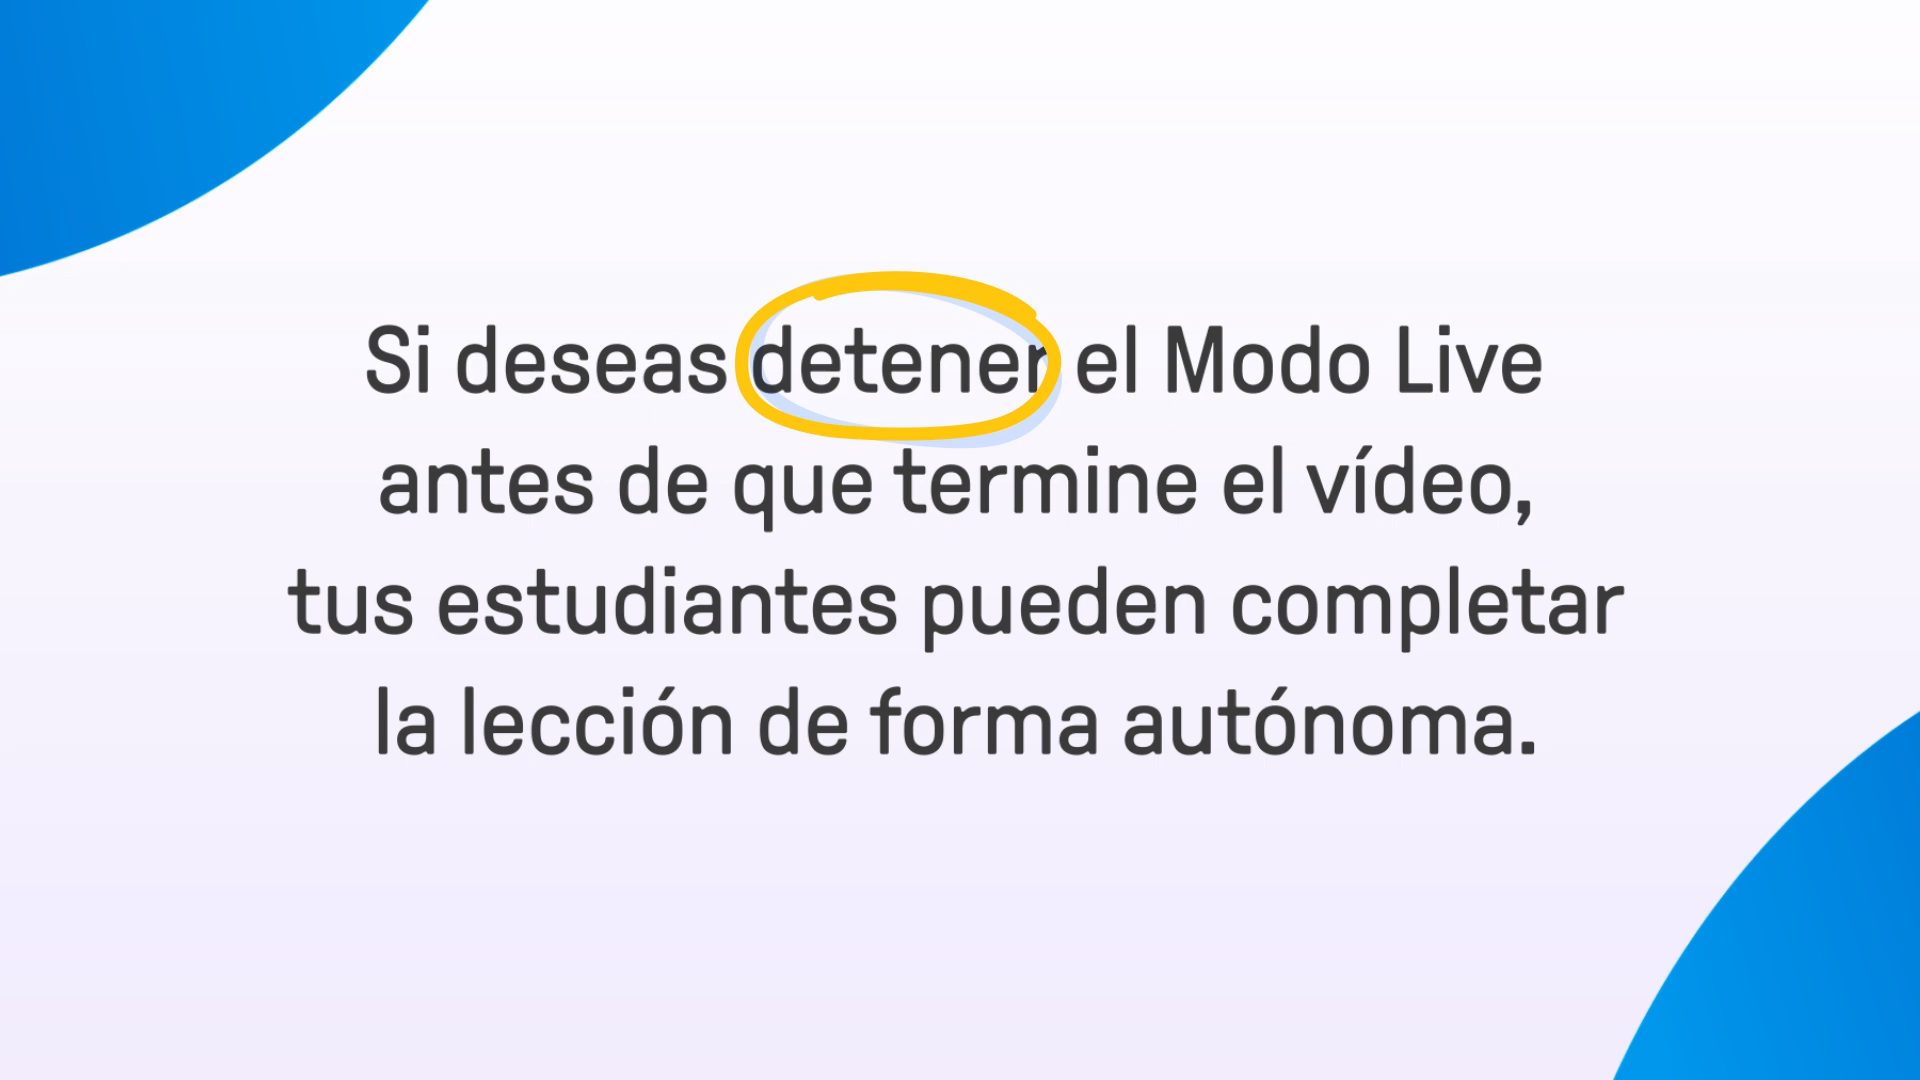 Si deseas detener el Modo Live
antes de que termine el vídeo,
tus estudiantes pueden completar
la lección de forma autónoma.